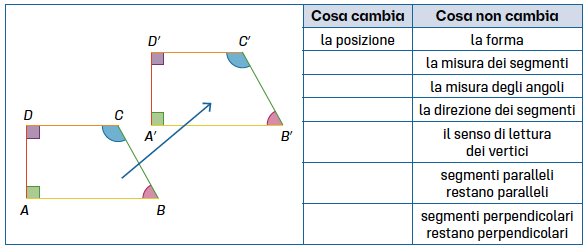 Cosa cambia Cosa non cambia
la posizione la forma
la misura dei segmenti
la misura degli angoli
la direzione dei segmenti
il senso di lettura
dei vertici
segmenti paralleli
restano paralleli
segmenti perpendicolari
restano perpendicolari
D' C'
A' B'
D C
A B